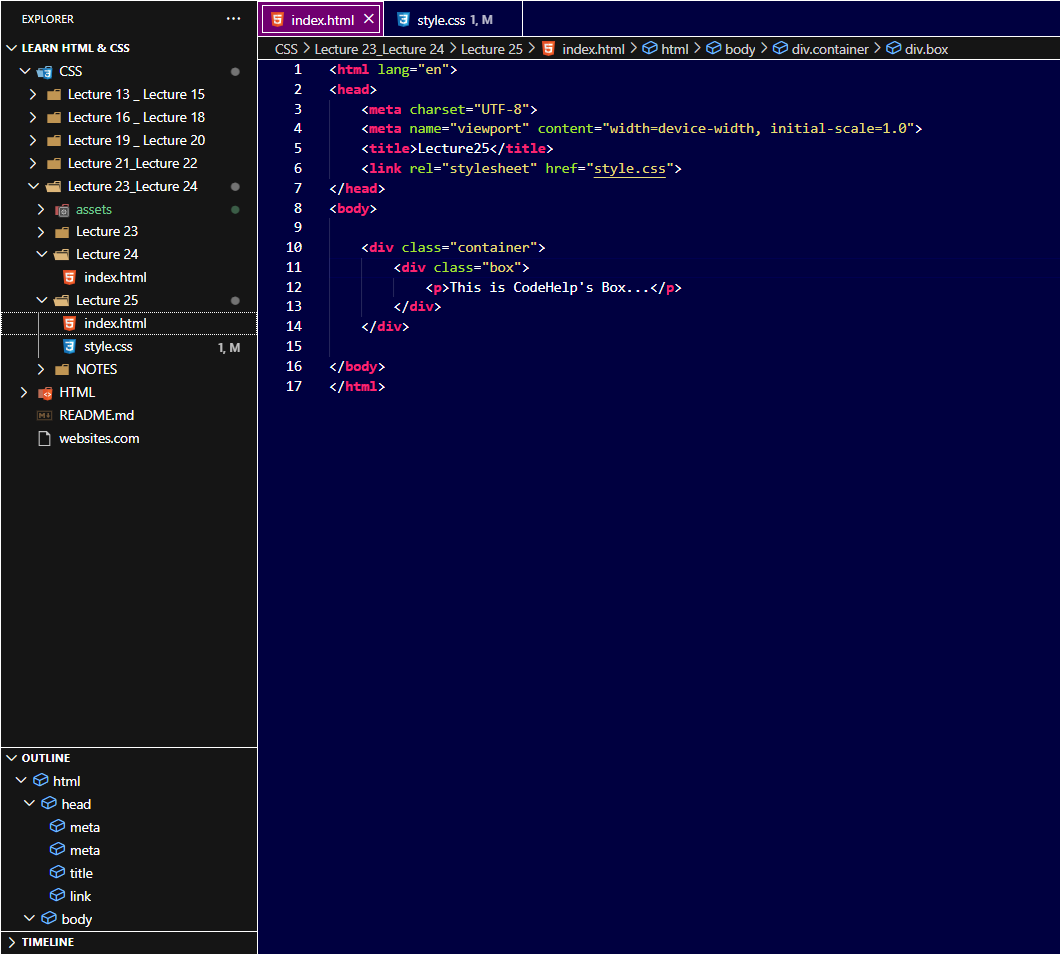 EXPLORER ...
LEARN HTML & CSS
CSS
Lecture 13 _ Lecture 15
Lecture 16 _ Lecture 18
Lecture 19 _ Lecture 20
Lecture 21_Lecture 22
Lecture 23_Lecture 24
assets
Lecture 23
Lecture 24
index.html
Lecture 25
index.html
style.css 1, M
NOTES
HTML
README.md
websites.com
OUTLINE
html
head
meta
meta
title
link
body
TIMELINE
index.html style.css 1, M
CSS > Lecture 23_Lecture 24 > Lecture 25 > index.html > html > body > div.container > div.box
1 <html lang="en">
2 <head>
3 <meta charset="UTF-8">
4 <meta name="viewport" content="width=device-width, initial-scale=1.0">
5 <title>Lecture25</title>
6 <link rel="stylesheet" href="style.css">
7 </head>
8 <body>
9
10 <div class="container">
11 <div class="box">
12 <p>This is CodeHelp's Box...</p>
13 </div>
14 </div>
15
16 </body>
17 </html>